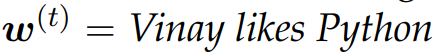 w^(t) = Vinay likes Python